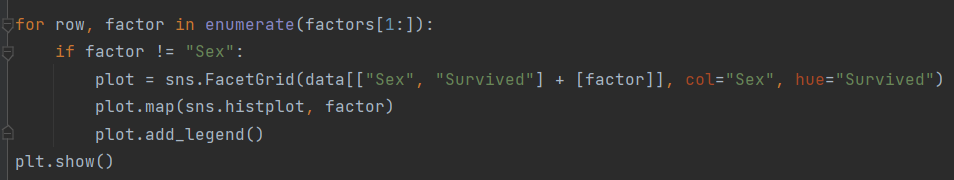 for row, factor in enumerate(factors[1:]):
    if factor != "Sex":
        plot = sns.FacetGrid(data[["Sex", "Survived"] + [factor]], col="Sex", hue="Survived")
        plot.map(sns.histplot, factor)
        plot.add_legend()
plt.show()